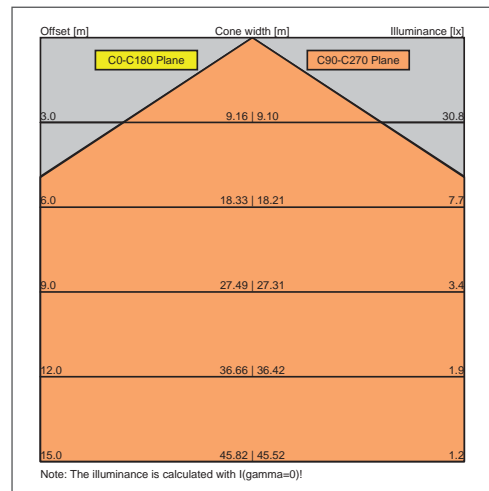 Offset [m] Cone width [m] Illuminance [lx]
C0-C180 Plane C90-C270 Plane
3.0 9.16 | 9.10 30.8
6.0 18.33 | 18.21 7.7
9.0 27.49 | 27.31 3.4
12.0 36.66 | 36.42 1.9
15.0 45.82 | 45.52 1.2
Note: The illuminance is calculated with I(gamma=0)!